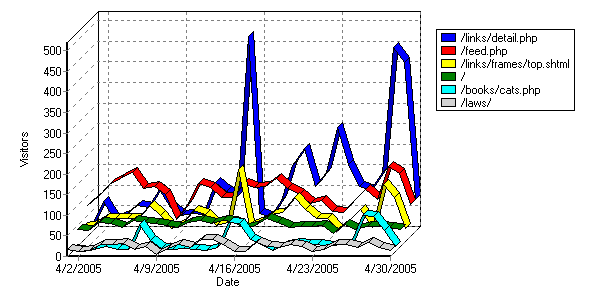 500
450
400
350
300
250
200
150
100
50
0
Visitors
4/2/2005 4/9/2005 4/16/2005 4/23/2005 4/30/2005
Date
/links/detail.php
/feed.php
/links/frames/top.shtml
/
/books/cats.php
/laws/